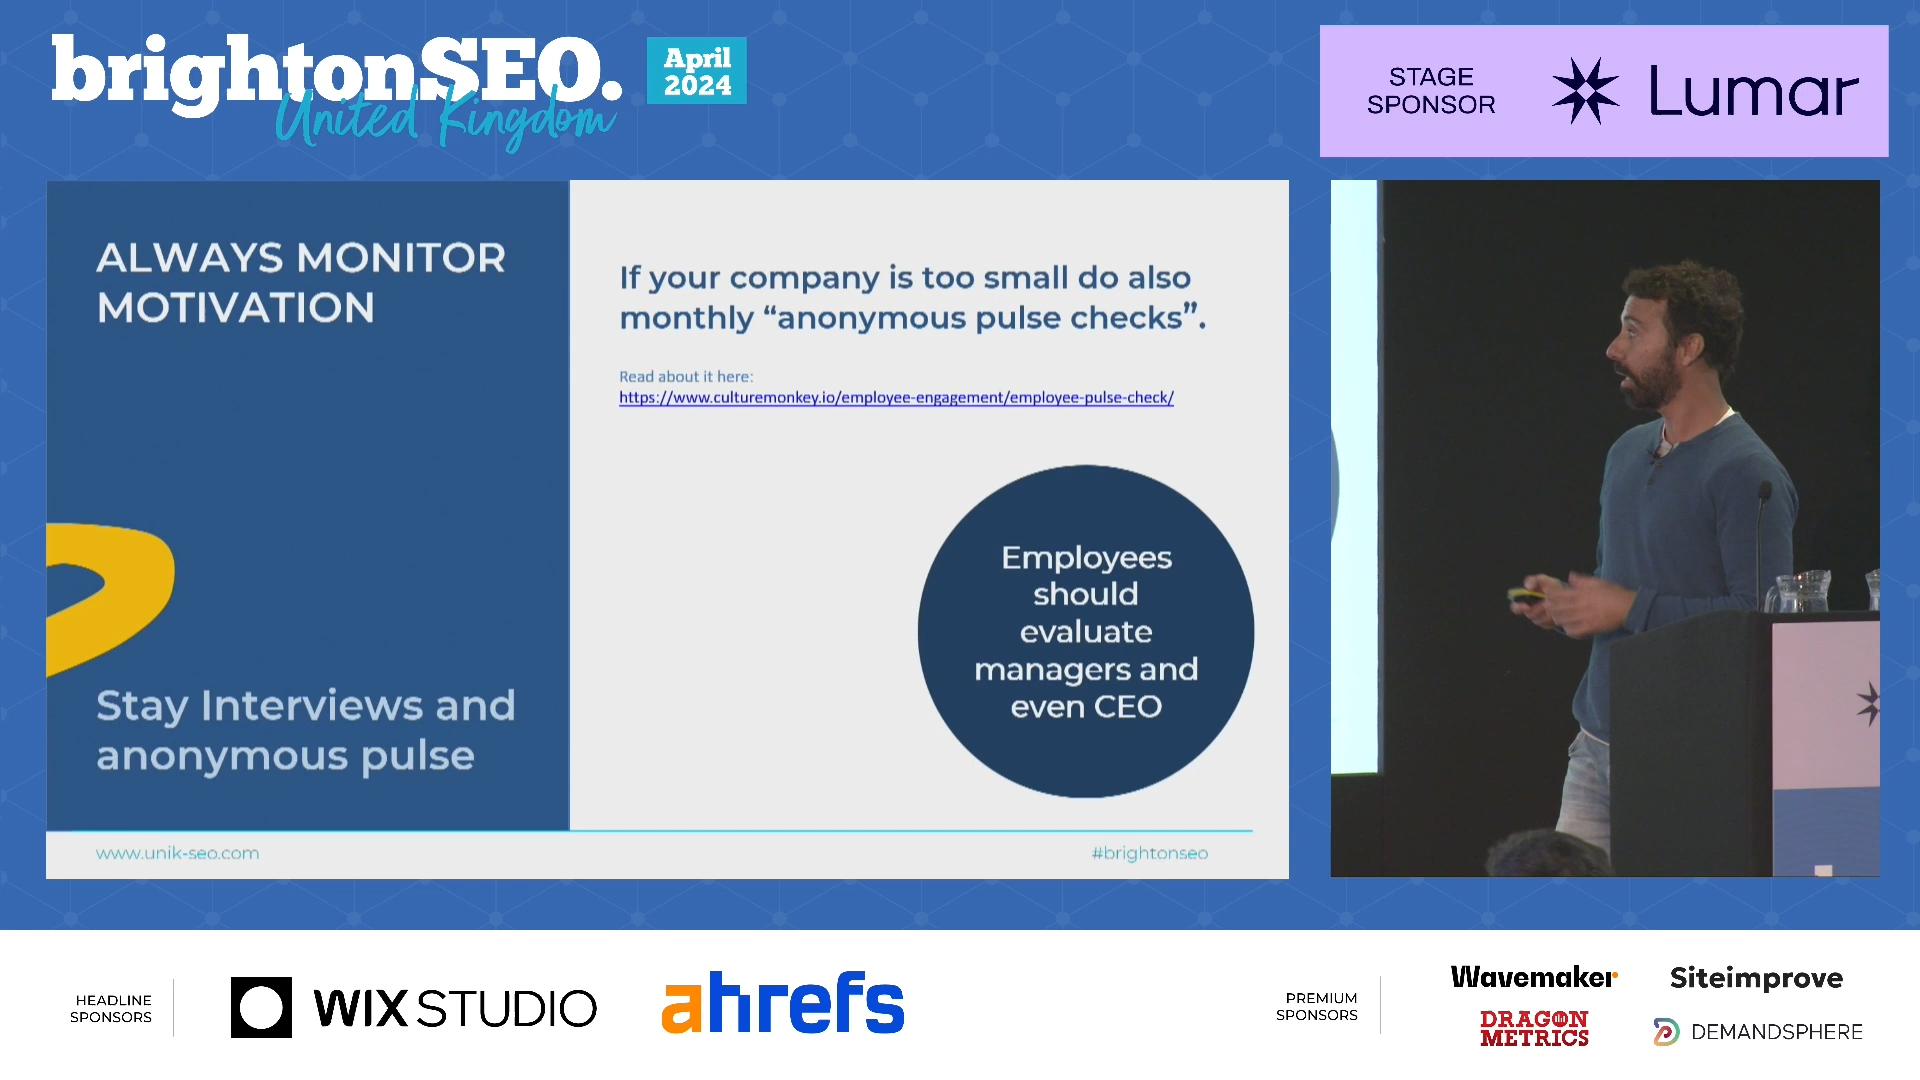 brightonSEO.
United Kingdom
April
2024
STAGE
SPONSOR
Lumar
ALWAYS MONITOR
MOTIVATION
Stay Interviews and
anonymous pulse
If your company is too small do also
monthly “anonymous pulse checks”.
Read about it here:
https://www.culturemonkey.io/employee-engagement/employee-pulse-check/
Employees
should
evaluate
managers and
even CEO
www.unik-seo.com
#brightonseo
HEADLINE
SPONSORS
WIX STUDIO
ahrefs
PREMIUM
SPONSORS
Wavemaker
Siteimprove
DRAGON
METRICS
DEMANDSPHERE